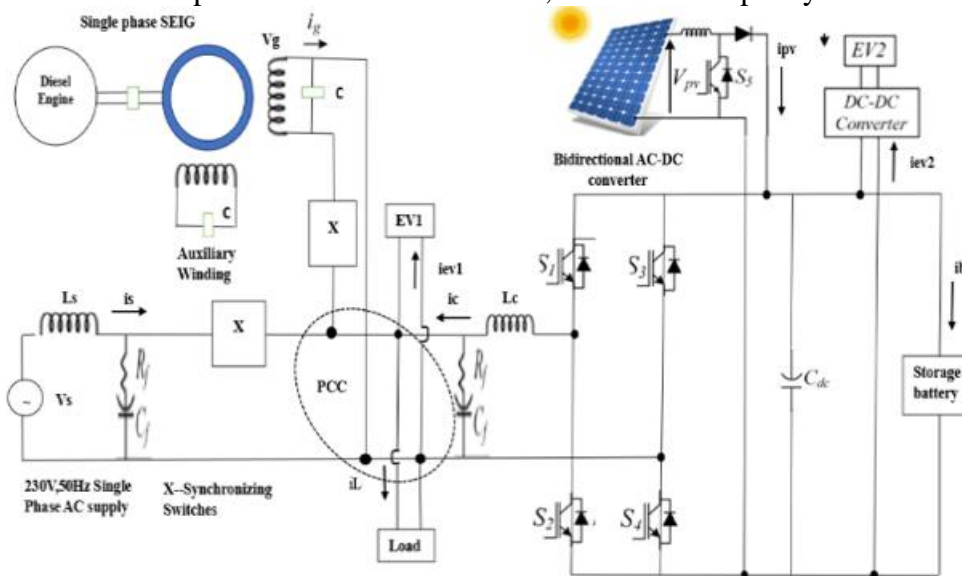 Single phase SEIG
Diesel
Engine
Vg
ig
C
C
Auxiliary
Winding
X
EV1
iev1
Ls
is
X
PCC
ic
Lc
Rf
Cf
Vs
~
Rf
Cf
230V,50Hz Single
Phase AC supply
X--Synchronizing
Switches
iL
Load
Vpv
S5
ipv
EV2
DC-DC
Converter
iev2
Bidirectional AC-DC
converter
S1
S3
S2
S4
Cdc
Storage
battery